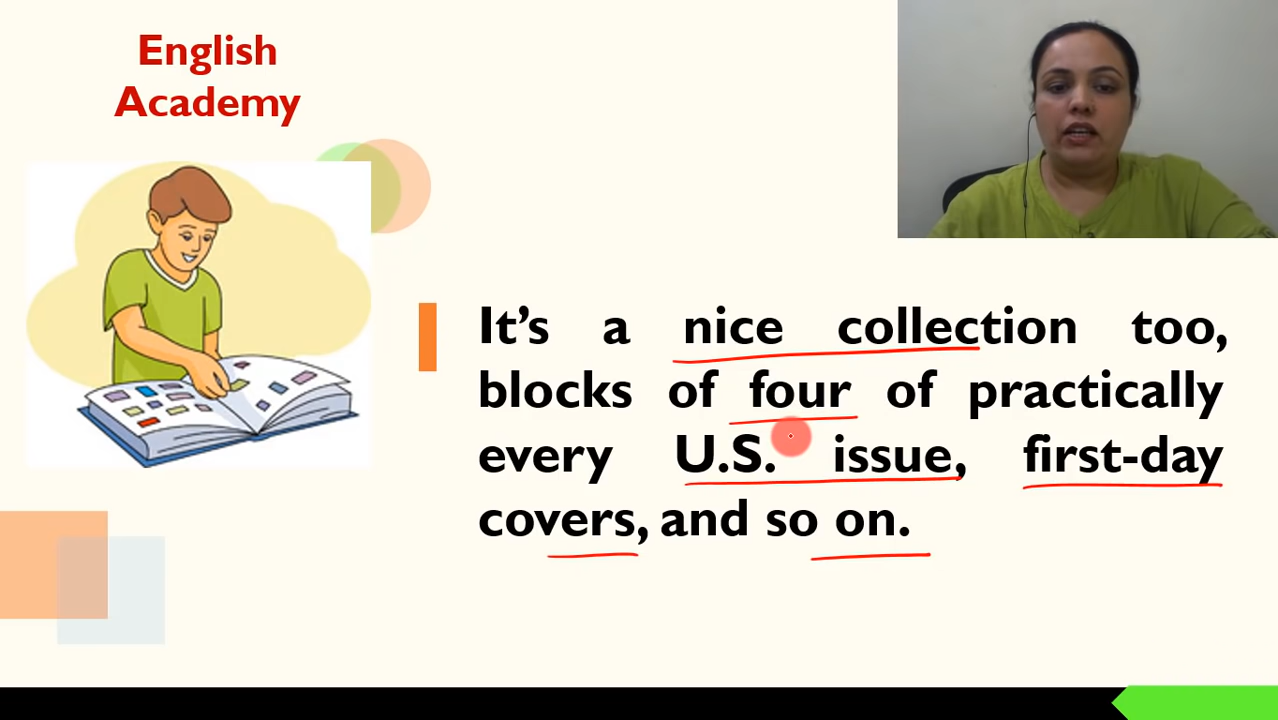 English
Academy
It’s a nice collection too,
blocks of four of practically
every U.S. issue, first-day
covers, and so on.